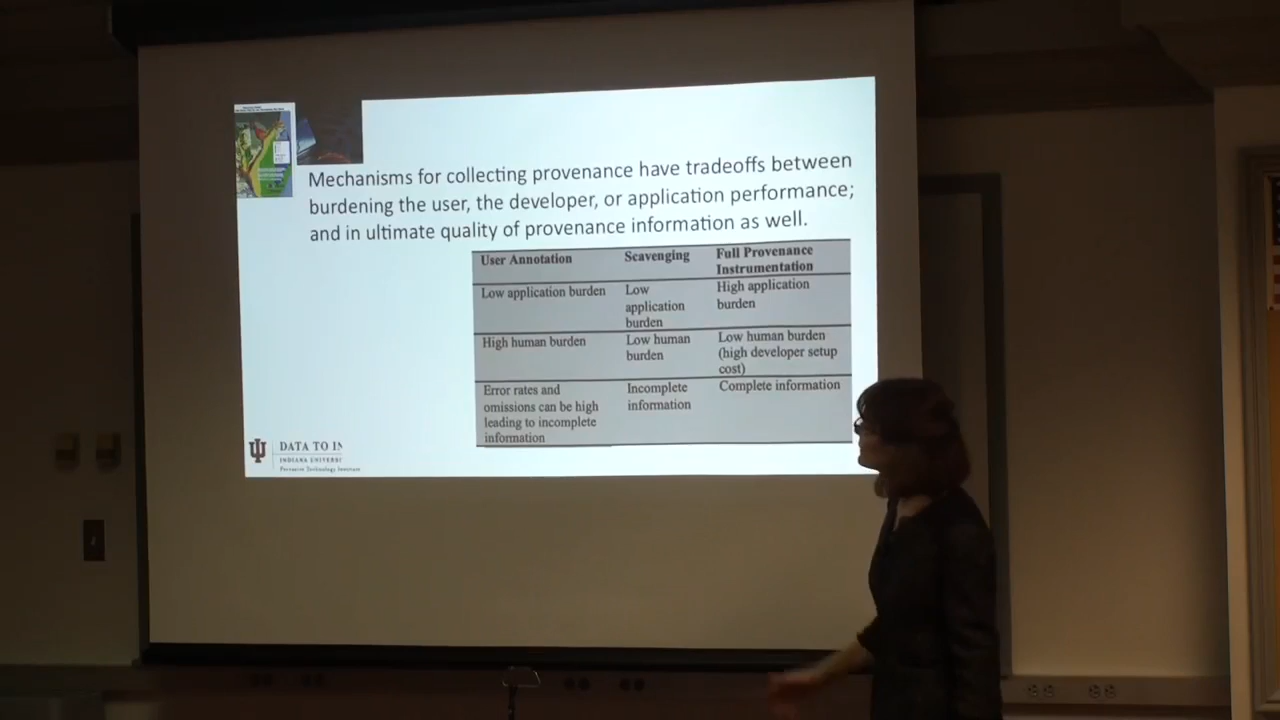 Mechanisms for collecting provenance have tradeoffs between
burdening the user, the developer, or application performance;
and in ultimate quality of provenance information as well.
User Annotation
Scavenging
Full Provenance
Instrumentation
Low application burden
Low
application
burden
High application
burden
High human burden
Low human
burden
Low human burden
(high developer setup
cost)
Error rates and
omissions can be high
leading to incomplete
information
Incomplete
information
Complete information
DATA TO IN
INDIANA UNIVERSI
Pervasive Technology Institute